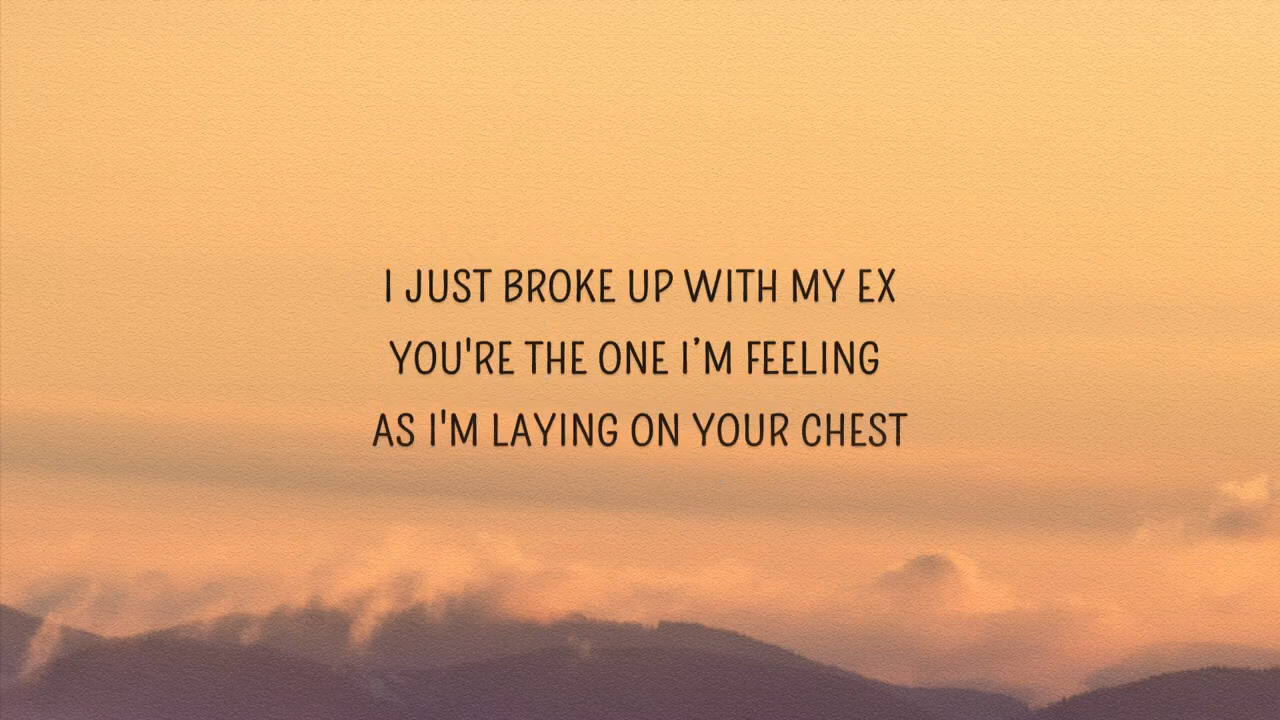 I JUST BROKE UP WITH MY EX
YOU'RE THE ONE I’M FEELING
AS I'M LAYING ON YOUR CHEST